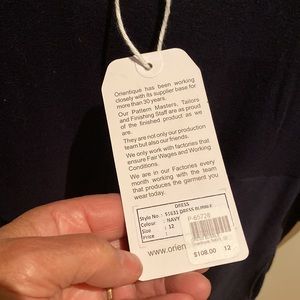 Orientique has been working
closely with its supplier base for
more than 30 years.
Our Pattern Masters, Tailors
and Finishing Staff are as proud
of the finished product as we
are.
They are not only our production
team but also our friends.
We only work with factories that
ensure Fair Wages and Working
Conditions.
We are in our Factories every
month working with the team
that produces the garment you
wear today.
DRESS
Style No : 51631 DRESS
Colour : NAVY
Size : 12
Price :
P-65728
$109.00 12
www.orien